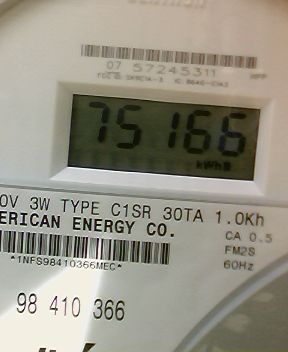 07 57245311
75166
kWh
0V 3W TYPE C1SR 30TA 1.0Kh
ERICAN ENERGY CO.
CA 0.5
FM2S
60Hz
*1NFS98410366MEC*
98 410 366